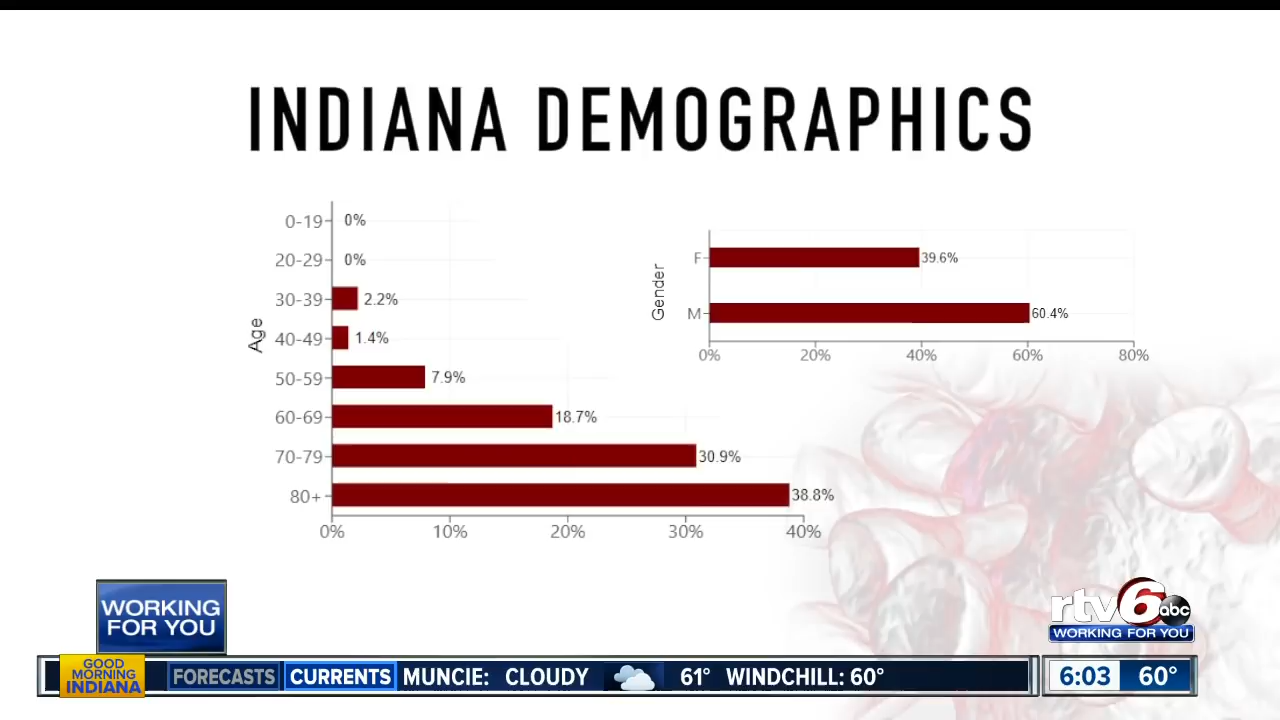 INDIANA DEMOGRAPHICS
Age
0-19 0%
20-29 0%
30-39 2.2%
40-49 1.4%
50-59 7.9%
60-69 18.7%
70-79 30.9%
80+ 38.8%
0% 10% 20% 30% 40%
Gender
F 39.6%
M 60.4%
0% 20% 40% 60% 80%
WORKING
FOR YOU
rtv6 abc
WORKING FOR YOU
GOOD
MORNING
INDIANA
FORECASTS CURRENTS MUNCIE: CLOUDY 61° WINDCHILL: 60°
6:03 60°